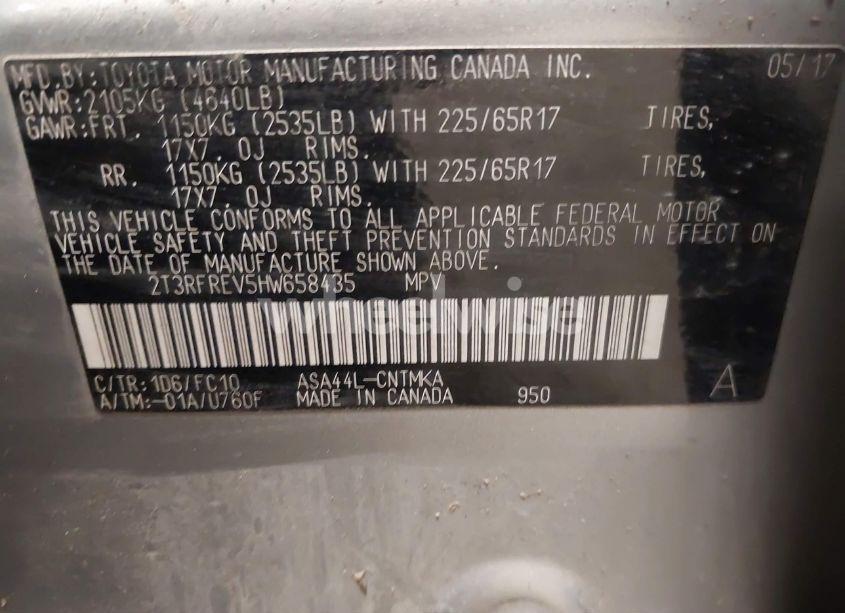 MFD.BY:TOYOTA MOTOR MANUFACTURING CANADA INC. 05/17
GVWR:2105KG (4640LB)
GAWR:FRT. 1150KG (2535LB) WITH 225/65R17 TIRES,
17X7.0J RIMS.
RR. 1150KG (2535LB) WITH 225/65R17 TIRES,
17X7.0J RIMS.
THIS VEHICLE CONFORMS TO ALL APPLICABLE FEDERAL MOTOR
VEHICLE SAFETY AND THEFT PREVENTION STANDARDS IN EFFECT ON
THE DATE OF MANUFACTURE SHOWN ABOVE.
2T3RFREV5HW658435 MPV
wheelwise
C/TR:1D6/FC10 ASA44L-CNTMKA A
A/TM:-01A/U760F MADE IN CANADA 950